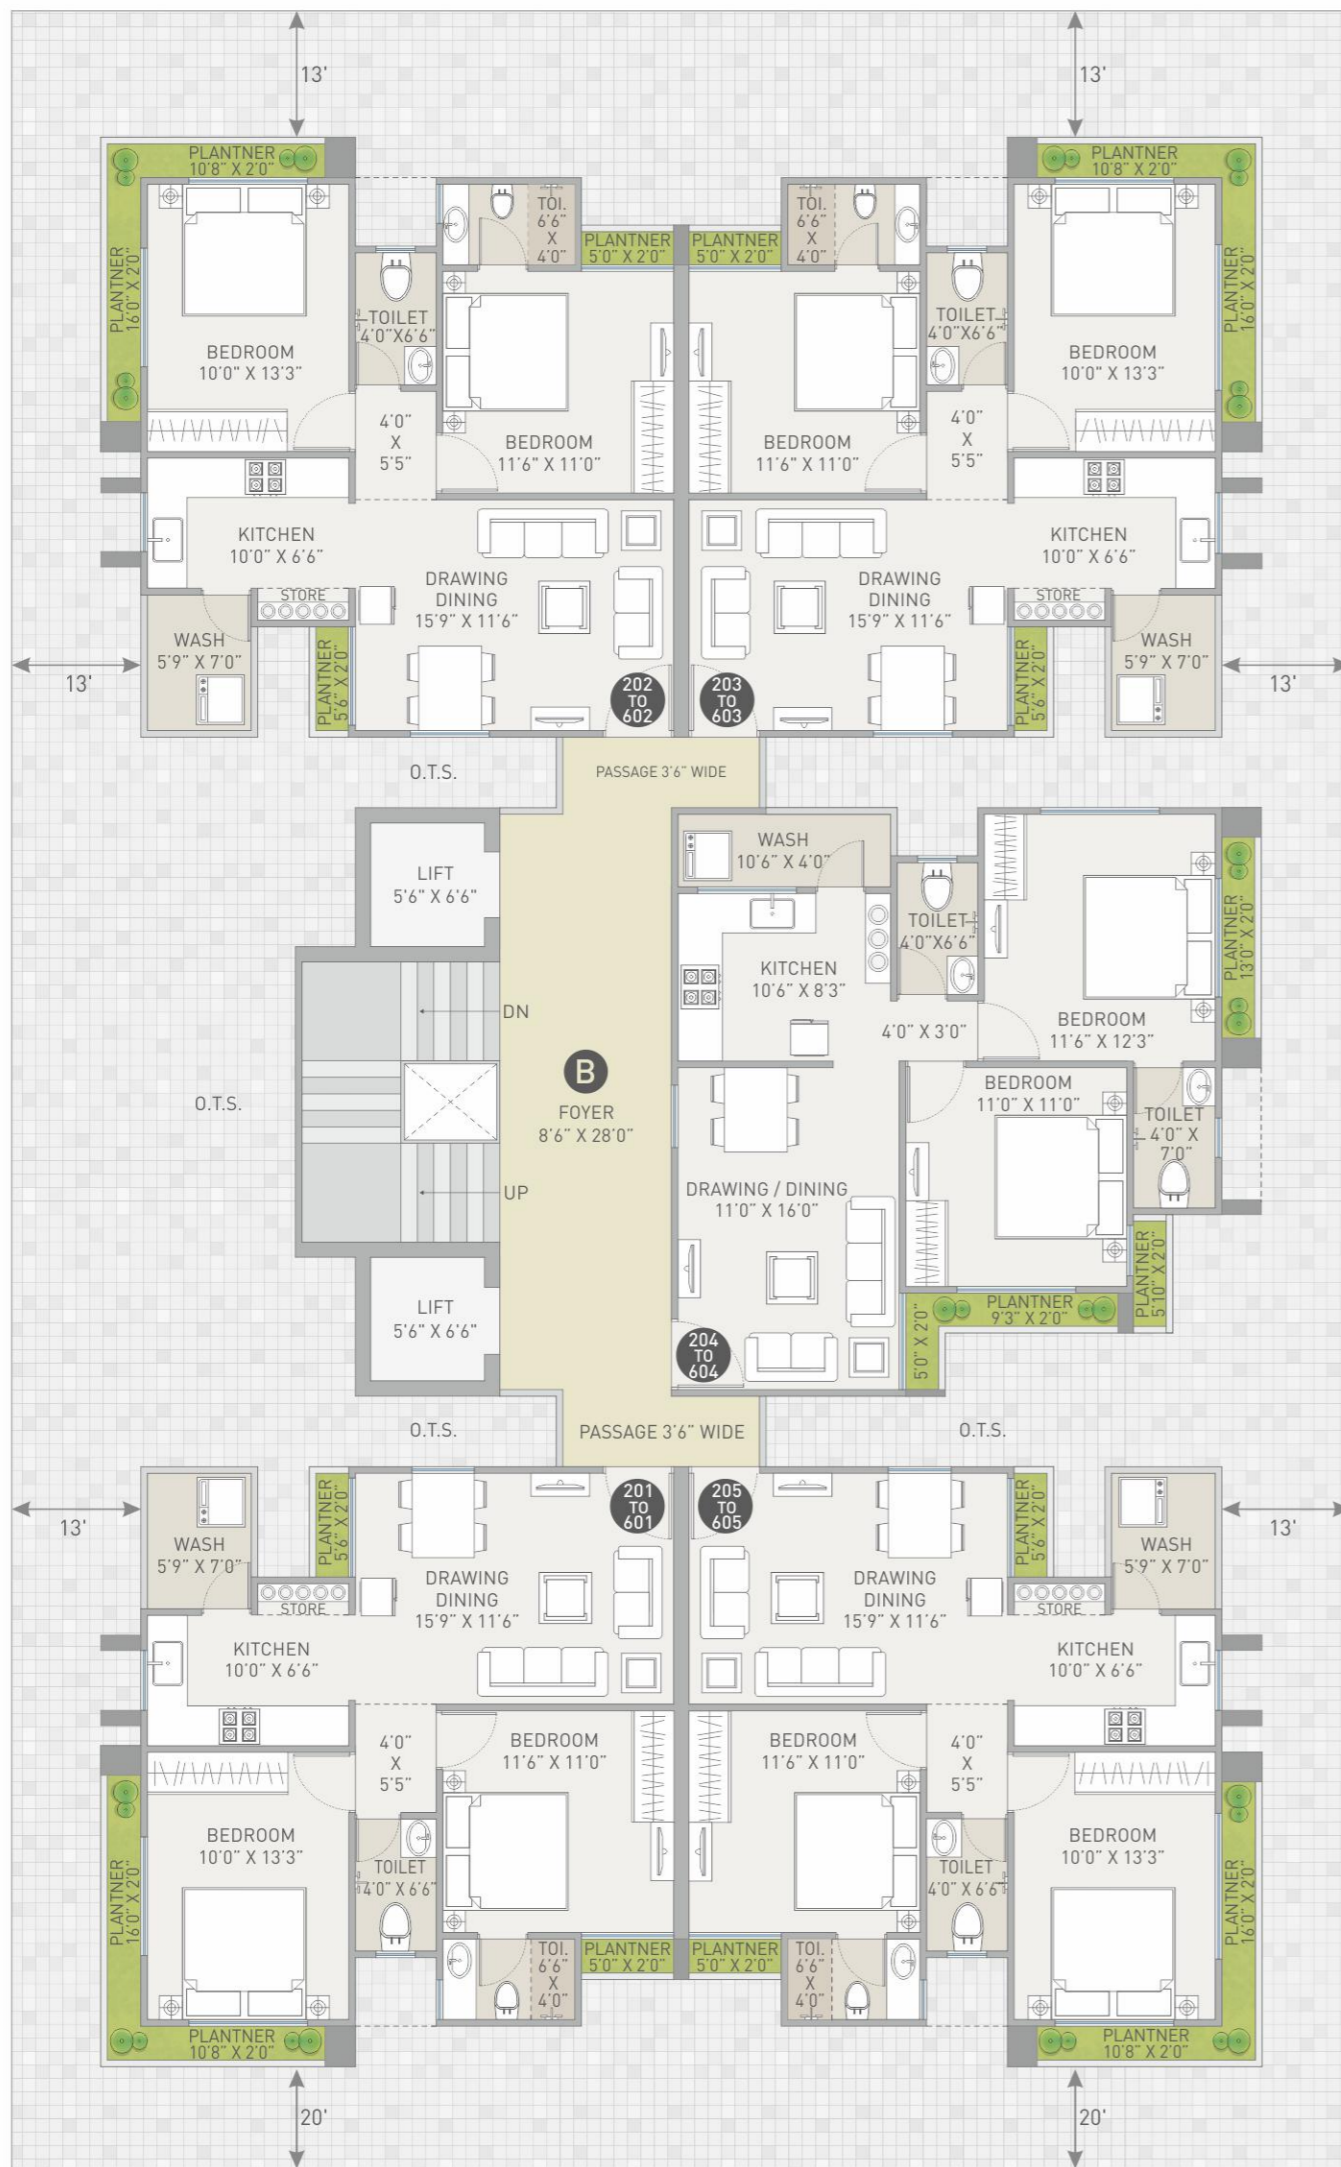 13'
13'
PLANTNER
10'8" X 2'0"
PLANTNER
16'0" X 2'0"
BEDROOM
10'0" X 13'3"
TOILET
4'0"X6'6"
TOI.
6'6"
X
4'0"
PLANTNER
5'0" X 2'0"
BEDROOM
11'6" X 11'0"
4'0"
X
5'5"
PLANTNER
5'0" X 2'0"
TOI.
6'6"
X
4'0"
BEDROOM
11'6" X 11'0"
TOILET
4'0"X6'6"
4'0"
X
5'5"
PLANTNER
10'8" X 2'0"
PLANTNER
16'0" X 2'0"
BEDROOM
10'0" X 13'3"
KITCHEN
10'0" X 6'6"
STORE
DRAWING
DINING
15'9" X 11'6"
WASH
5'9" X 7'0"
PLANTNER
5'6" X 2'0"
13'
202
TO
602
203
TO
603
DRAWING
DINING
15'9" X 11'6"
KITCHEN
10'0" X 6'6"
STORE
PLANTNER
5'6" X 2'0"
WASH
5'9" X 7'0"
13'
O.T.S.
PASSAGE 3'6" WIDE
LIFT
5'6" X 6'6"
WASH
10'6" X 4'0"
TOILET
4'0"X6'6"
PLANTNER
13'0" X 2'0"
KITCHEN
10'6" X 8'3"
DN
4'0" X 3'0"
BEDROOM
11'6" X 12'3"
O.T.S.
B
FOYER
8'6" X 28'0"
BEDROOM
11'0" X 11'0"
TOILET
4'0" X
7'0"
UP
DRAWING / DINING
11'0" X 16'0"
PLANTNER
5'10" X 2'0"
LIFT
5'6" X 6'6"
PLANTNER
9'3" X 2'0"
5'0" X 2'0"
204
TO
604
O.T.S.
PASSAGE 3'6" WIDE
O.T.S.
13'
WASH
5'9" X 7'0"
PLANTNER
5'6" X 2'0"
201
TO
601
205
TO
605
DRAWING
DINING
15'9" X 11'6"
STORE
KITCHEN
10'0" X 6'6"
DRAWING
DINING
15'9" X 11'6"
PLANTNER
5'6" X 2'0"
STORE
WASH
5'9" X 7'0"
13'
KITCHEN
10'0" X 6'6"
4'0"
X
5'5"
BEDROOM
11'6" X 11'0"
BEDROOM
11'6" X 11'0"
4'0"
X
5'5"
PLANTNER
16'0" X 2'0"
BEDROOM
10'0" X 13'3"
TOILET
4'0" X6'6"
TOI.
6'6"
X
4'0"
PLANTNER
5'0" X 2'0"
PLANTNER
5'0" X 2'0"
TOI.
6'6"
X
4'0"
TOILET
4'0" X6'6"
BEDROOM
10'0" X 13'3"
PLANTNER
16'0" X 2'0"
PLANTNER
10'8" X 2'0"
PLANTNER
10'8" X 2'0"
20'
20'